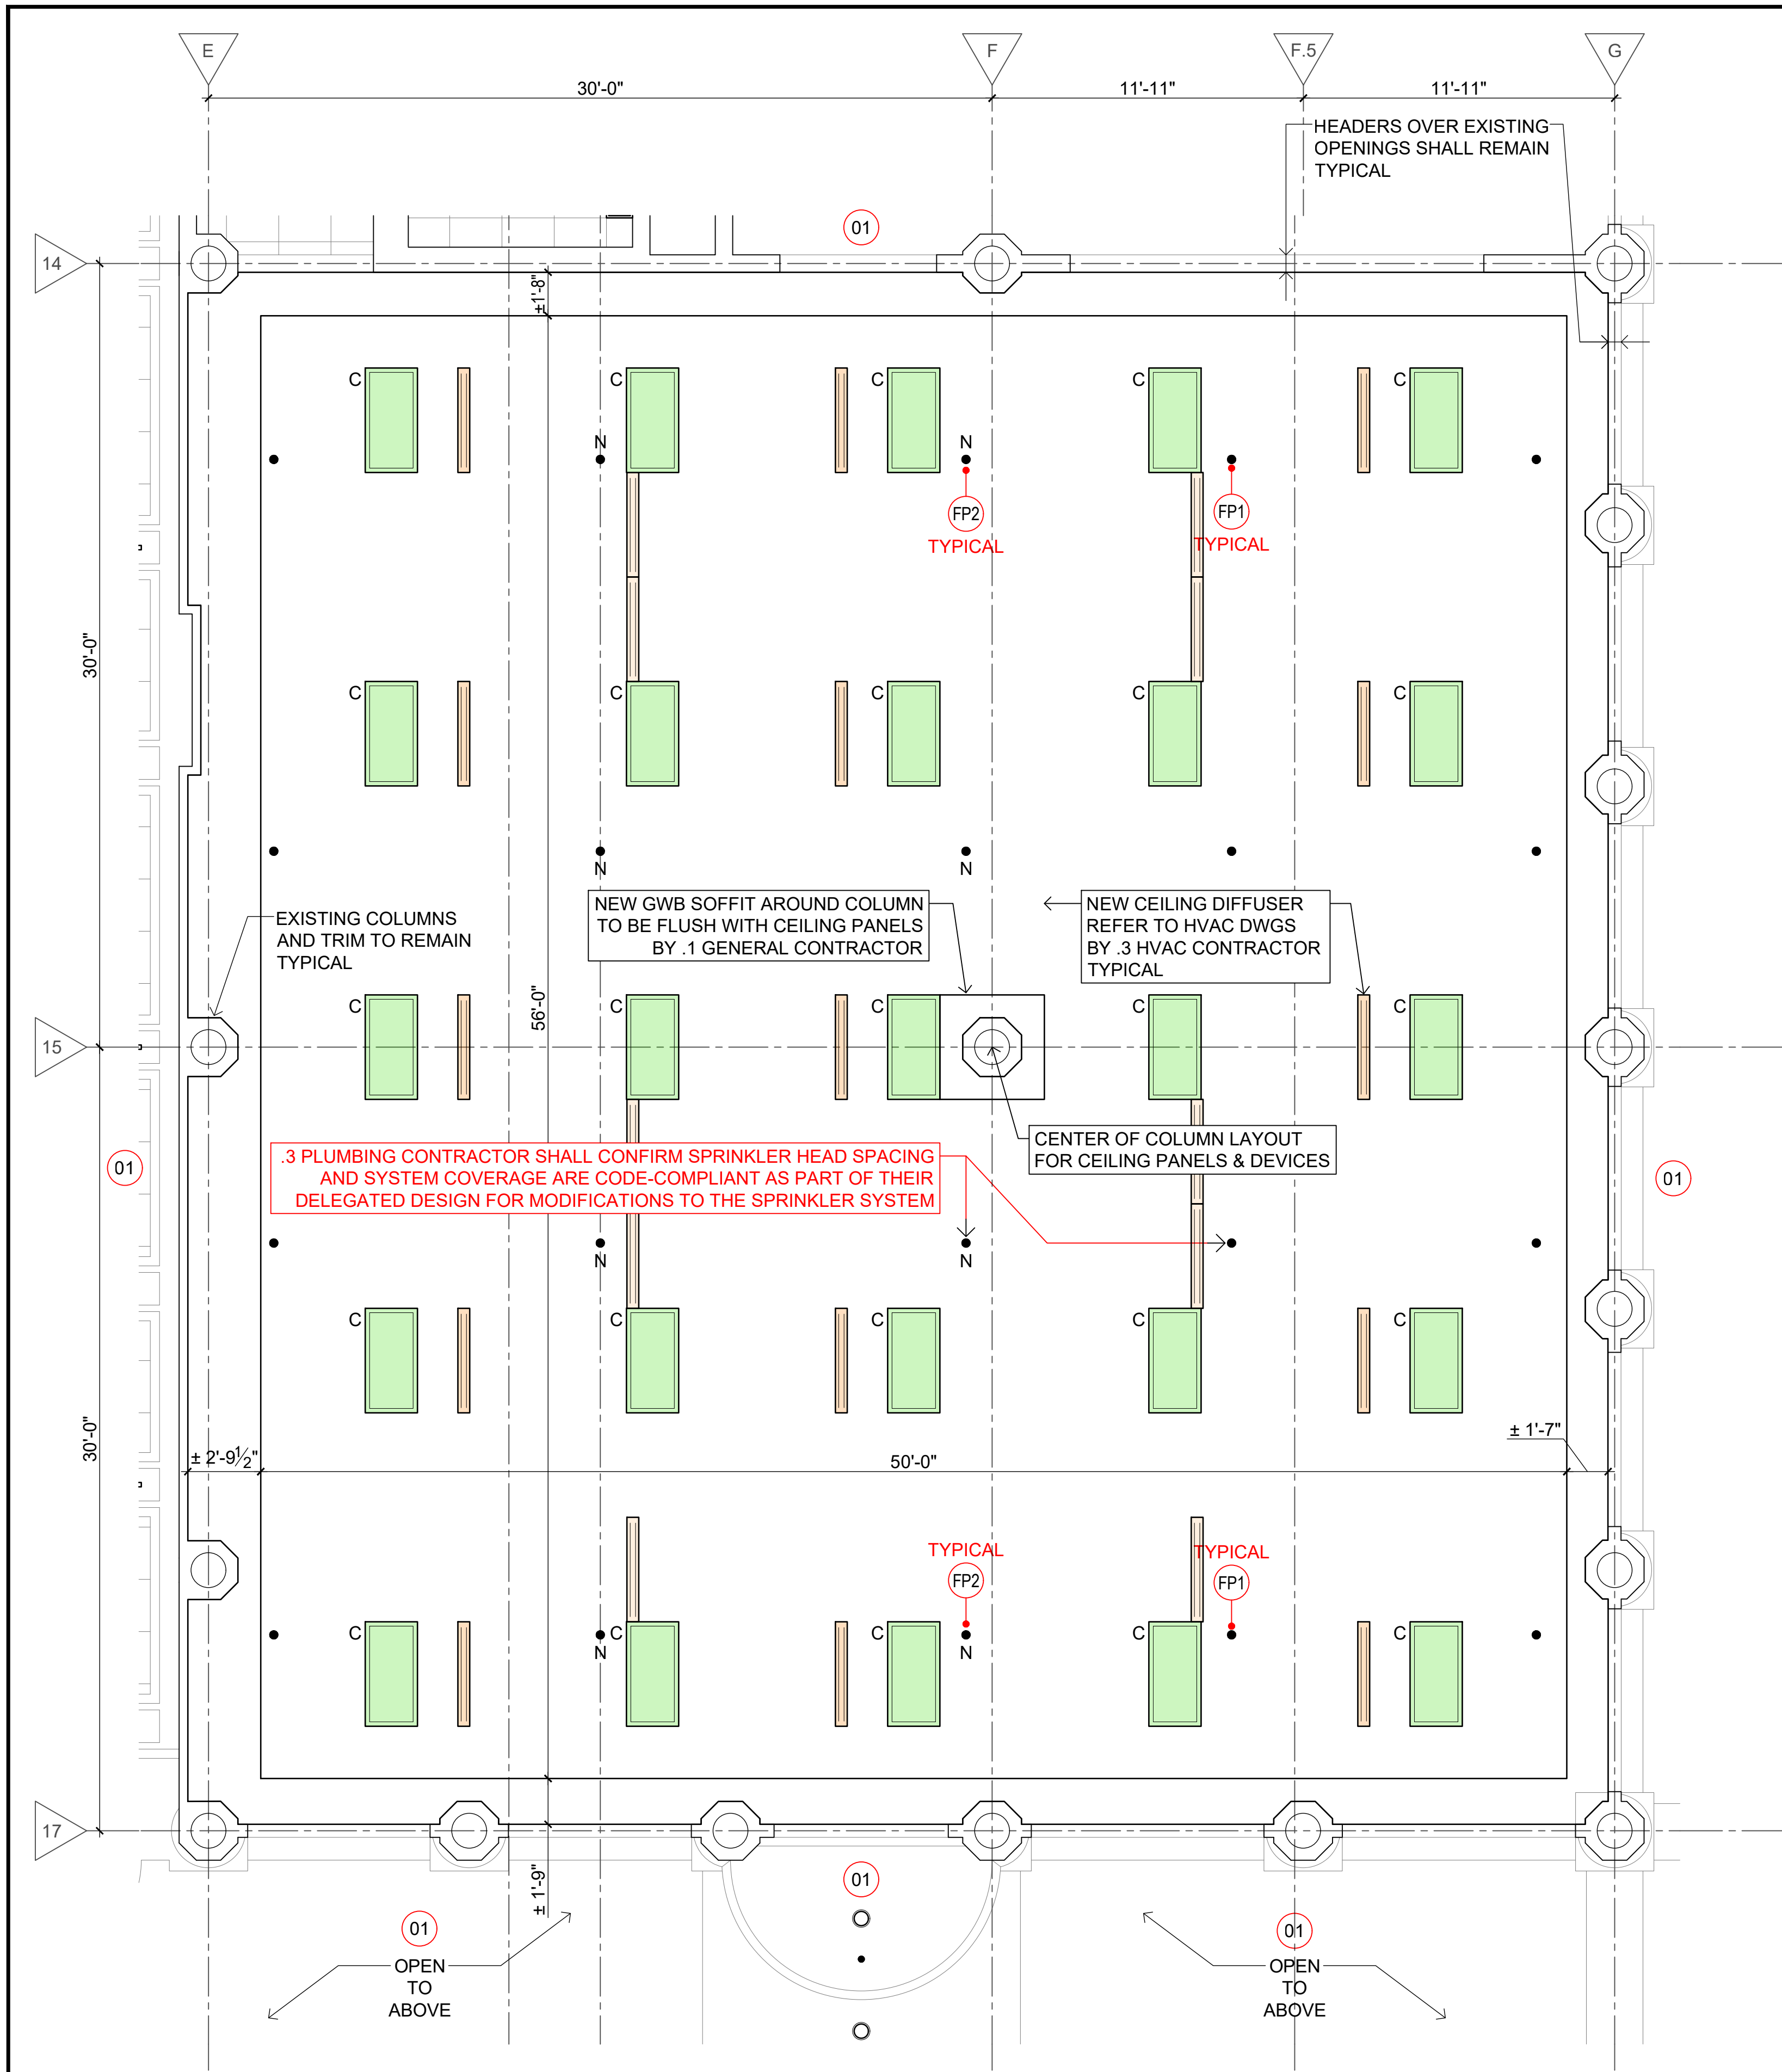 E
F
F.5
G
30'-0"
11'-11"
11'-11"
HEADERS OVER EXISTING
OPENINGS SHALL REMAIN
TYPICAL
01
14
±1'-8"
C
C
C
C
C
N
N
FP2
FP1
TYPICAL
TYPICAL
30'-0"
C
C
C
C
C
N
N
NEW GWB SOFFIT AROUND COLUMN
TO BE FLUSH WITH CEILING PANELS
BY .1 GENERAL CONTRACTOR
NEW CEILING DIFFUSER
REFER TO HVAC DWGS
BY .3 HVAC CONTRACTOR
TYPICAL
EXISTING COLUMNS
AND TRIM TO REMAIN
TYPICAL
56'-0"
C
C
C
C
C
15
CENTER OF COLUMN LAYOUT
FOR CEILING PANELS & DEVICES
.3 PLUMBING CONTRACTOR SHALL CONFIRM SPRINKLER HEAD SPACING
AND SYSTEM COVERAGE ARE CODE-COMPLIANT AS PART OF THEIR
DELEGATED DESIGN FOR MODIFICATIONS TO THE SPRINKLER SYSTEM
01
01
N
N
C
C
C
C
C
30'-0"
± 2'-9½"
50'-0"
± 1'-7"
TYPICAL
TYPICAL
FP2
FP1
C
C
C
C
C
N
N
17
± 1'-9"
01
01
OPEN
TO
ABOVE
01
OPEN
TO
ABOVE